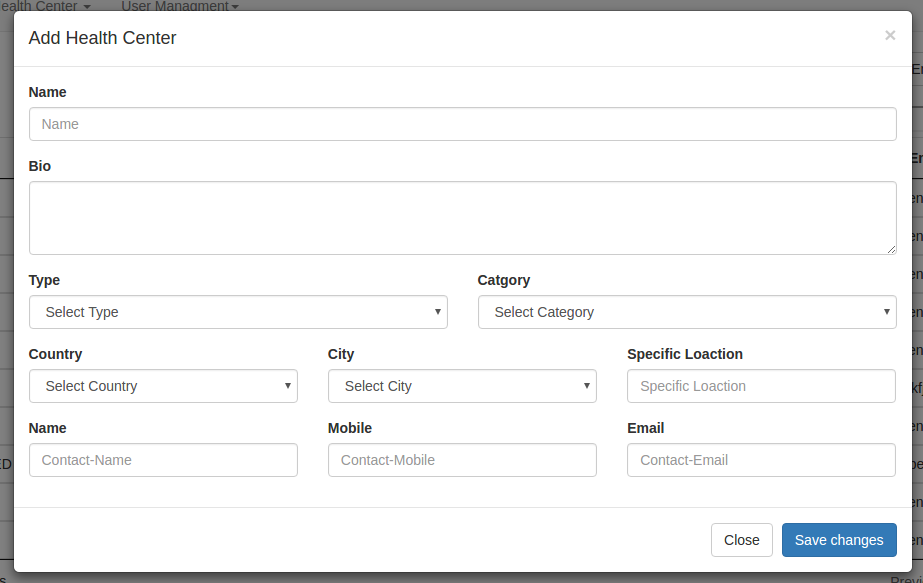 ealth Center User Managment
Add Health Center ×
Name
Name
Bio
Type Catgory
Select Type Select Category
Country City Specific Loaction
Select Country Select City Specific Loaction
Name Mobile Email
Contact-Name Contact-Mobile Contact-Email
ED
Close Save changes
Previ